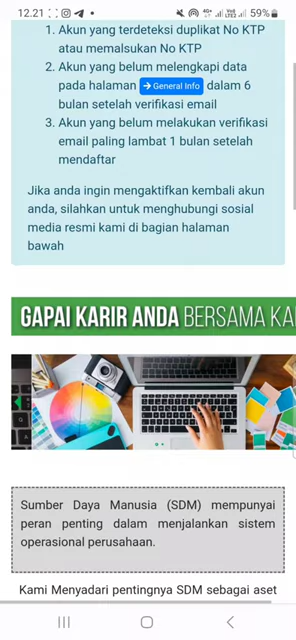 12.21
4G+
59%
1. Akun yang terdeteksi duplikat No KTP
atau memalsukan No KTP
2. Akun yang belum melengkapi data
pada halaman → General Info dalam 6
bulan setelah verifikasi email
3. Akun yang belum melakukan verifikasi
email paling lambat 1 bulan setelah
mendaftar
Jika anda ingin mengaktifkan kembali akun
anda, silahkan untuk menghubungi sosial
media resmi kami di bagian halaman
bawah
GAPAI KARIR ANDA BERSAMA KA
Sumber Daya Manusia (SDM) mempunyai
peran penting dalam menjalankan sistem
operasional perusahaan.
Kami Menyadari pentingnya SDM sebagai aset